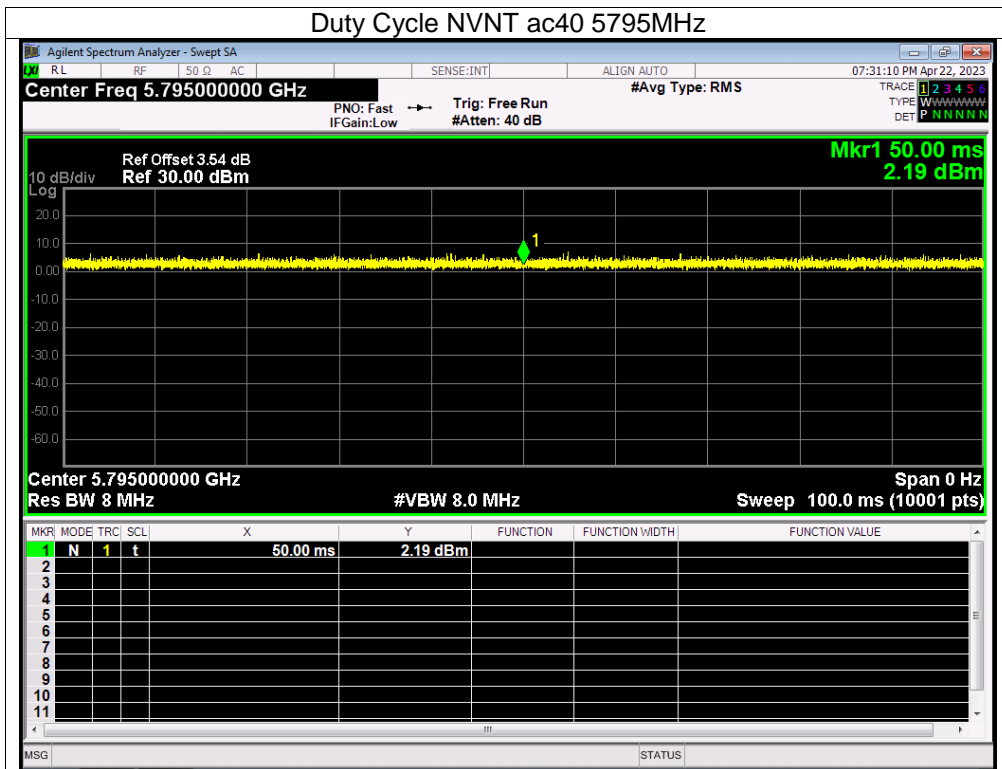 Duty Cycle NVNT ac40 5795MHz
Agilent Spectrum Analyzer - Swept SA
LXI RL RF 50 Ω AC SENSE:INT ALIGN AUTO 07:31:10 PM Apr 22, 2023
Center Freq 5.795000000 GHz #Avg Type: RMS TRACE 1 2 3 4 5 6
PNO: Fast Trig: Free Run TYPE WWWWWW
IFGain:Low #Atten: 40 dB DET P N N N N N
Mkr1 50.00 ms
Ref Offset 3.54 dB
10 dB/div Ref 30.00 dBm 2.19 dBm
Log
20.0
10.0
1
0.00
-10.0
-20.0
-30.0
-40.0
-50.0
-60.0
Center 5.795000000 GHz Span 0 Hz
Res BW 8 MHz #VBW 8.0 MHz Sweep 100.0 ms (10001 pts)
MKR MODE TRC SCL X Y FUNCTION FUNCTION WIDTH FUNCTION VALUE
1 N 1 t 50.00 ms 2.19 dBm
2
3
4
5
6
7
8
9
10
11
MSG STATUS